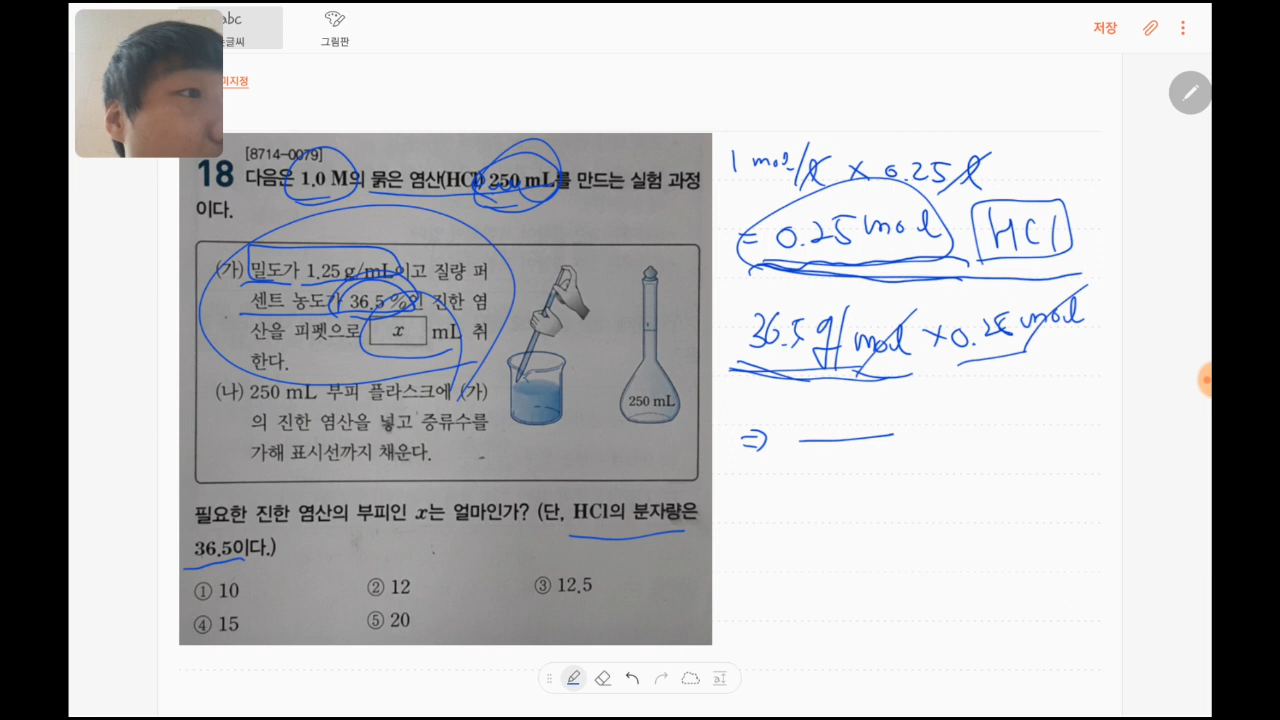 abc
글씨
그림판
저장
미지정
[8714-0079]
18 다음은 1.0 M의 묽은 염산(HCl) 250 mL를 만드는 실험 과정
이다.
(가) 밀도가 1.25 g/mL이고 질량 퍼
센트 농도가 36.5 %인 진한 염
산을 피펫으로 x mL 취
한다.
(나) 250 mL 부피 플라스크에 (가)
의 진한 염산을 넣고 증류수를
가해 표시선까지 채운다.
250 mL
필요한 진한 염산의 부피인 x는 얼마인가? (단, HCl의 분자량은
36.5이다.)
① 10 ② 12 ③ 12.5
④ 15 ⑤ 20
1 mol/l × 0.25 l
= 0.25 mol HCl
36.5 g/mol × 0.25 mol
⇒